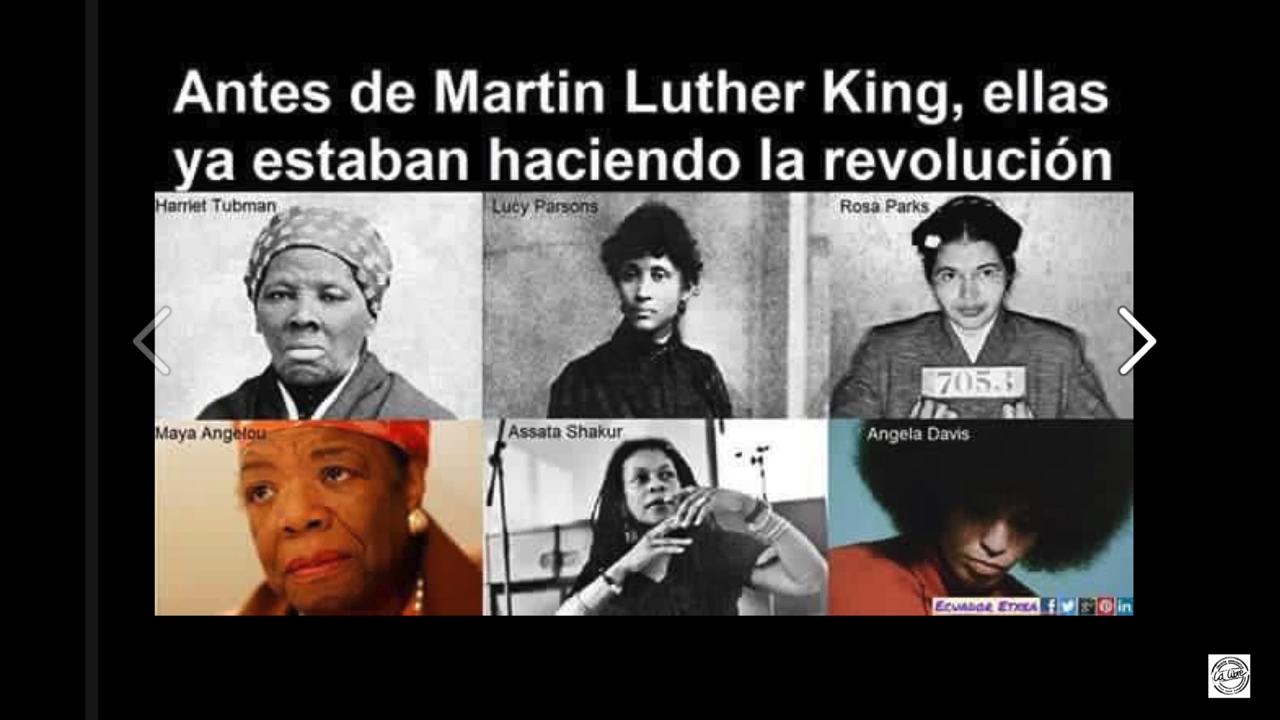 Antes de Martin Luther King, ellas
ya estaban haciendo la revolución
Harriet Tubman
Lucy Parsons
Rosa Parks
7053
Maya Angelou
Assata Shakur
Angela Davis
ECUADOR ETXEA